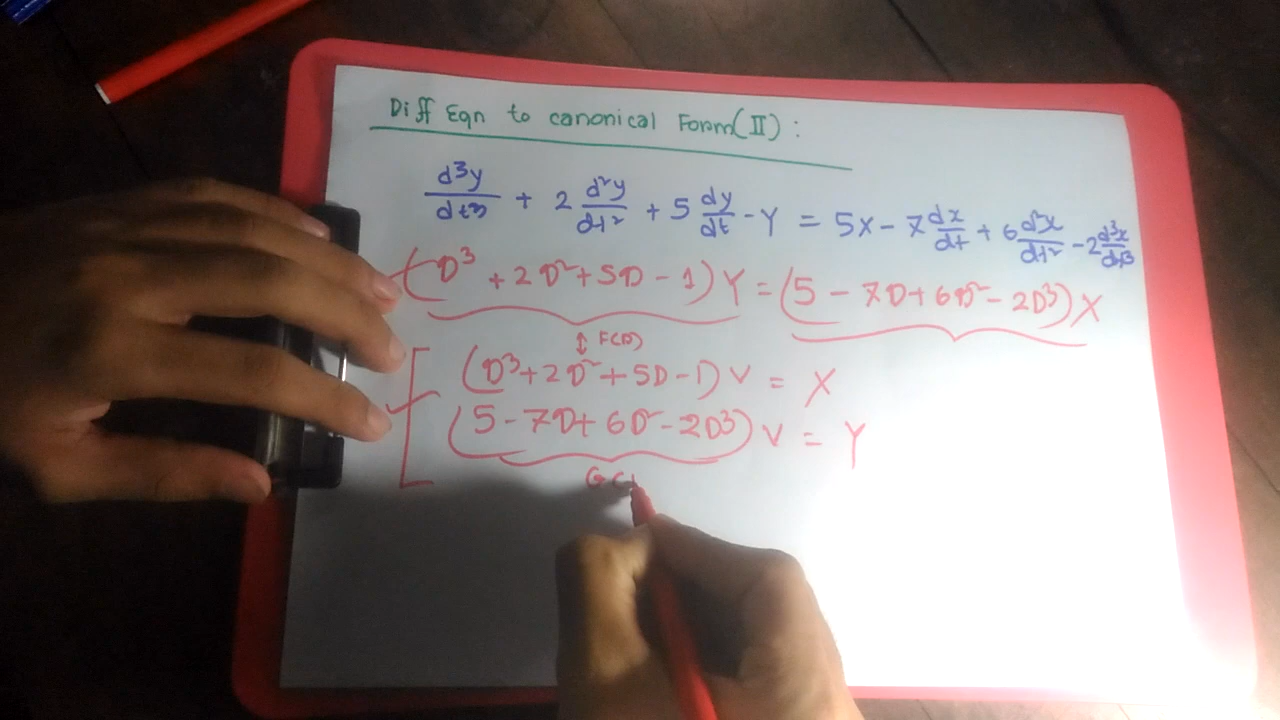 Diff Eqn to canonical Form(II) :
d³y/dt³ + 2 d²y/dt² + 5 dy/dt - y = 5x - 7 dx/dt + 6 d²x/dt² - 2 d³x/dt³
(D³ + 2D² + 5D - 1) Y = (5 - 7D + 6D² - 2D³) X
↕ F(D)
(D³ + 2D² + 5D - 1) V = X
(5 - 7D + 6D² - 2D³) V = Y
G(